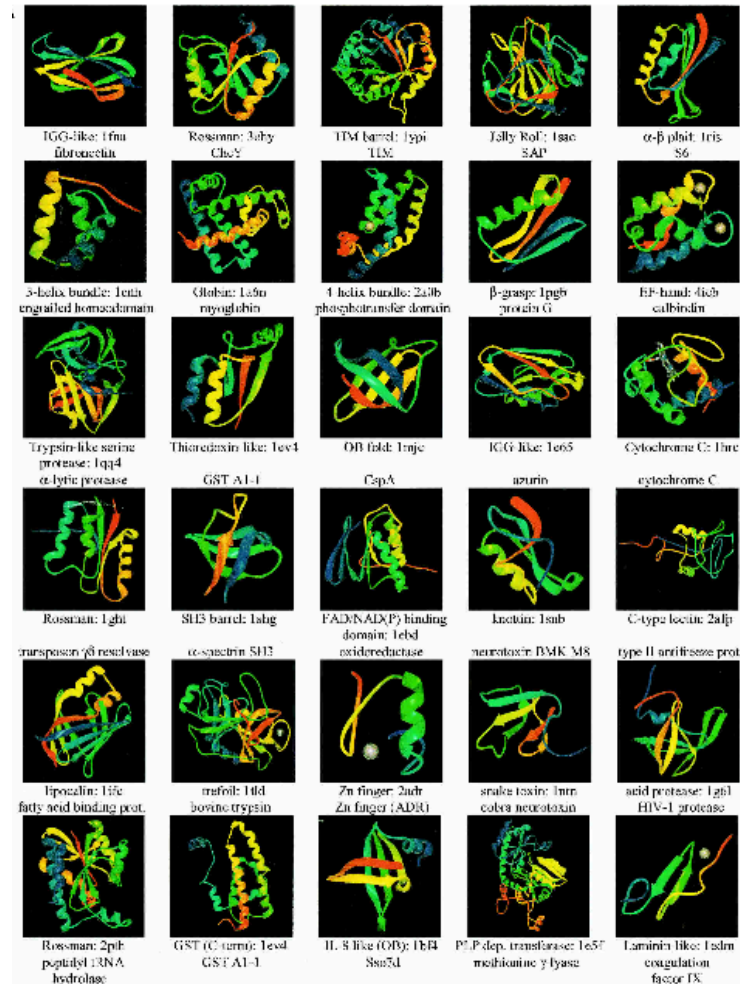 IGG-like: 1fna
fibronectin
Rossman: 3chy
CheY
TIM barrel: 1ypi
TIM
Jelly Roll: 1sac
SAP
α-β plait: 1ris
S6
3-helix bundle: 1enh
engrailed homeodomain
Globin: 1a6n
myoglobin
4-helix bundle: 2a0b
phosphotransfer domain
β-grasp: 1pgb
protein G
EF-hand: 4icb
calbindin
Trypsin-like serine
protease: 1qq4
α-lytic protease
Thioredoxin-like: 1ev4
GST A1-1
OB fold: 1mjc
CspA
IGG-like: 1e65
azurin
Cytochrome C: 1hrc
cytochrome C
Rossman: 1ght
transposon γδ resolvase
SH3 barrel: 1shg
α-spectrin SH3
FAD/NAD(P) binding
domain: 1ebd
oxidoreductase
knottin: 1snb
neurotoxin BMK M8
C-type lectin: 2afp
type II antifreeze prot.
lipocalin: 1ifc
fatty acid binding prot.
trefoil: 1tld
bovine trypsin
Zn finger: 2adr
Zn finger (ADR)
snake toxin: 1ntn
cobra neurotoxin
acid protease: 1g6l
HIV-1 protease
Rossman: 2pth
peptidyl tRNA
hydrolase
GST (C-term): 1ev4
GST A1-1
IL 8 like (OB): 1bf4
Sso7d
PLP dep. transferase: 1e5f
methionine γ lyase
Laminin-like: 1edm
coagulation
factor IX